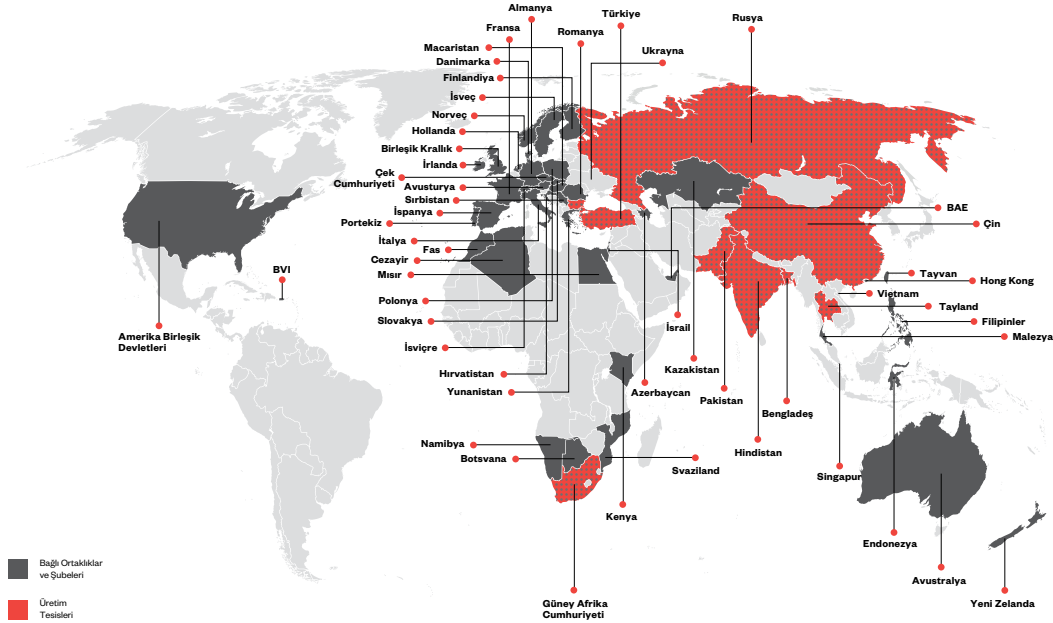 Almanya
Fransa
Türkiye
Romanya
Rusya
Macaristan
Danimarka
Ukrayna
Finlandiya
İsveç
Norveç
Hollanda
Birleşik Krallık
İrlanda
Çek
Cumhuriyeti
Avusturya
Sırbistan
İspanya
Portekiz
İtalya
Fas
Cezayir
Mısır
Polonya
Slovakya
İsviçre
Hırvatistan
Yunanistan
BVI
Amerika Birleşik
Devletleri
BAE
Çin
Tayvan
Hong Kong
Vietnam
Tayland
Filipinler
Malezya
İsrail
Kazakistan
Azerbaycan
Pakistan
Bengladeş
Hindistan
Singapur
Namibya
Botsvana
Svaziland
Kenya
Endonezya
Avustralya
Yeni Zelanda
Güney Afrika
Cumhuriyeti
Bağlı Ortaklıklar
ve Şubeleri
Üretim
Tesisleri